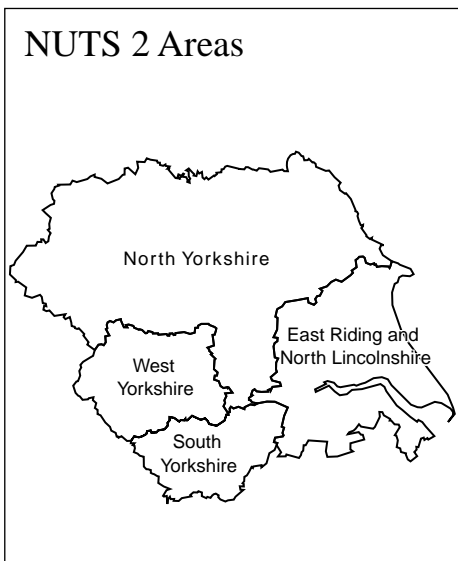 NUTS 2 Areas
North Yorkshire
East Riding and
North Lincolnshire
West
Yorkshire
South
Yorkshire